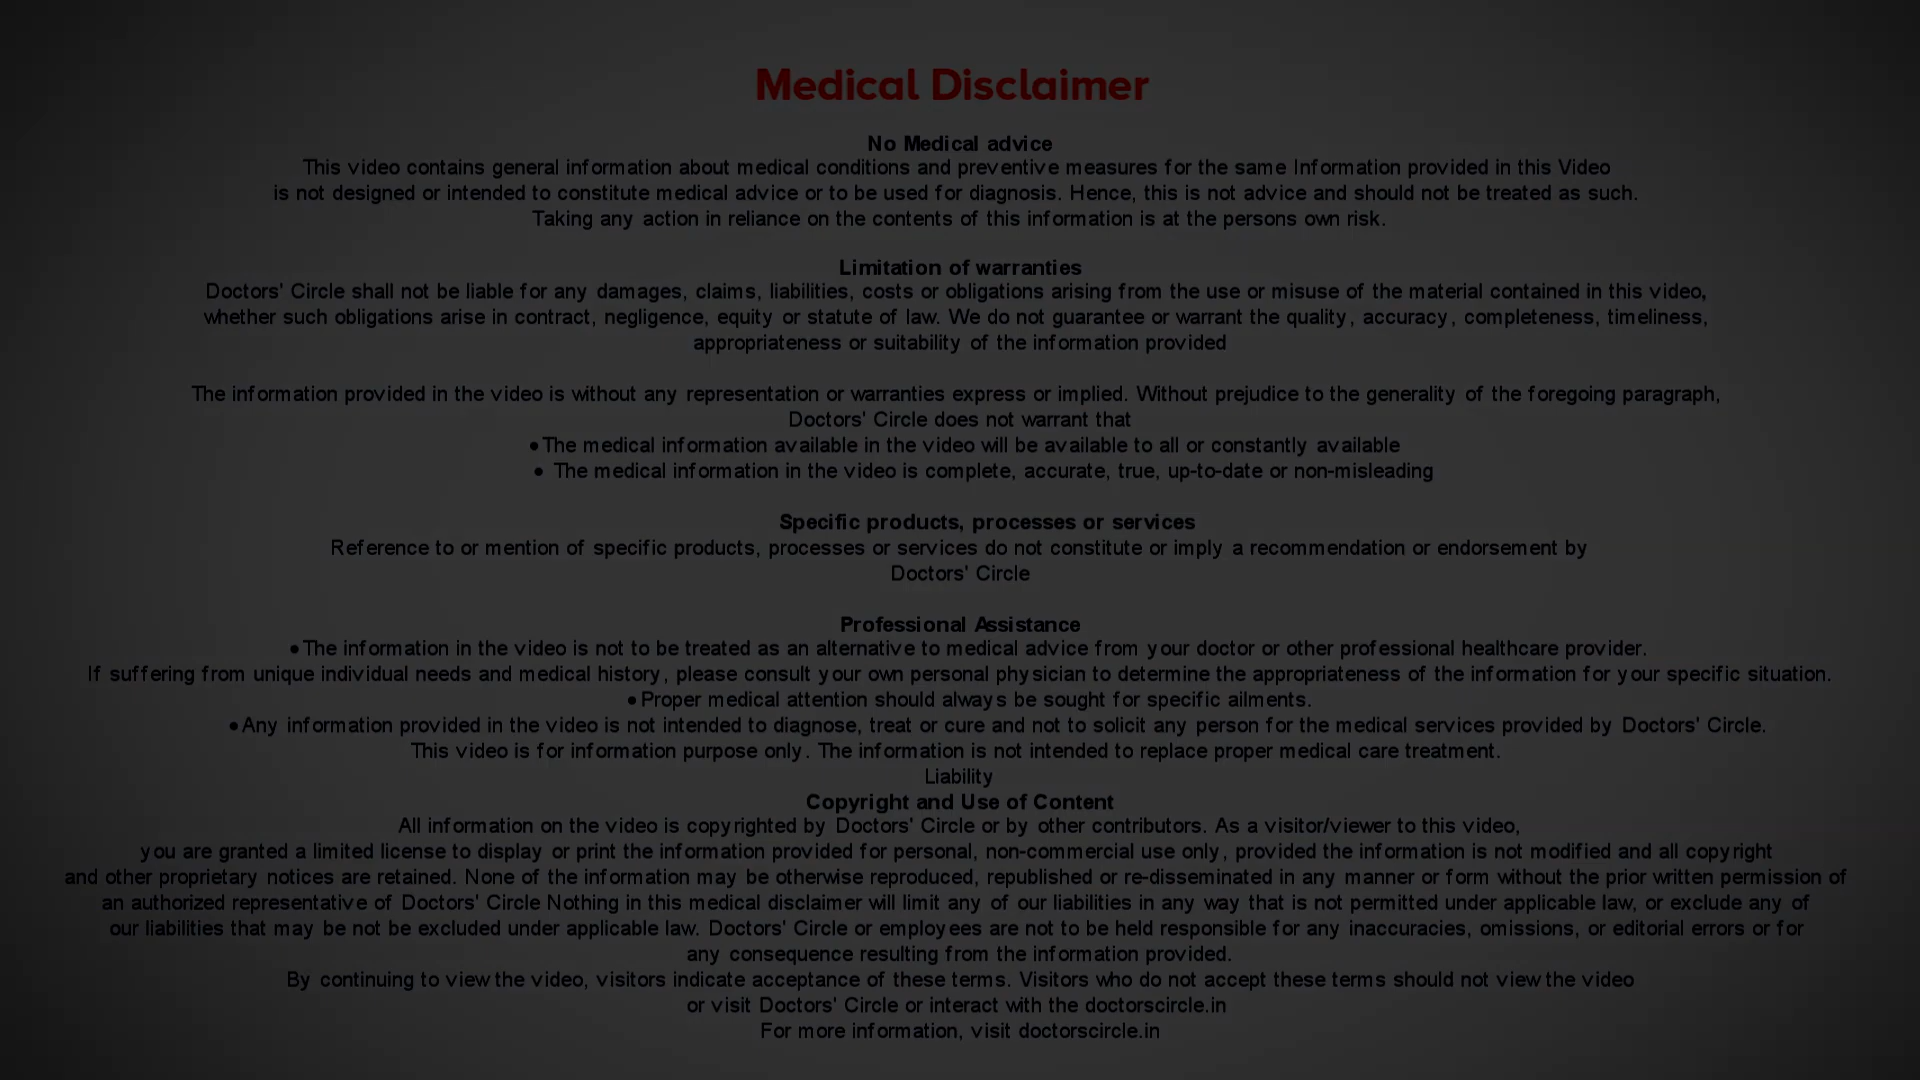 Medical Disclaimer
No Medical advice
This video contains general information about medical conditions and preventive measures for the same Information provided in this Video
is not designed or intended to constitute medical advice or to be used for diagnosis. Hence, this is not advice and should not be treated as such.
Taking any action in reliance on the contents of this information is at the persons own risk.
Limitation of warranties
Doctors' Circle shall not be liable for any damages, claims, liabilities, costs or obligations arising from the use or misuse of the material contained in this video,
whether such obligations arise in contract, negligence, equity or statute of law. We do not guarantee or warrant the quality, accuracy, completeness, timeliness,
appropriateness or suitability of the information provided
The information provided in the video is without any representation or warranties express or implied. Without prejudice to the generality of the foregoing paragraph,
Doctors' Circle does not warrant that
•The medical information available in the video will be available to all or constantly available
• The medical information in the video is complete, accurate, true, up-to-date or non-misleading
Specific products, processes or services
Reference to or mention of specific products, processes or services do not constitute or imply a recommendation or endorsement by
Doctors' Circle
Professional Assistance
•The information in the video is not to be treated as an alternative to medical advice from your doctor or other professional healthcare provider.
If suffering from unique individual needs and medical history, please consult your own personal physician to determine the appropriateness of the information for your specific situation.
•Proper medical attention should always be sought for specific ailments.
•Any information provided in the video is not intended to diagnose, treat or cure and not to solicit any person for the medical services provided by Doctors' Circle.
This video is for information purpose only. The information is not intended to replace proper medical care treatment.
Liability
Copyright and Use of Content
All information on the video is copyrighted by Doctors' Circle or by other contributors. As a visitor/viewer to this video,
you are granted a limited license to display or print the information provided for personal, non-commercial use only, provided the information is not modified and all copyright
and other proprietary notices are retained. None of the information may be otherwise reproduced, republished or re-disseminated in any manner or form without the prior written permission of
an authorized representative of Doctors' Circle Nothing in this medical disclaimer will limit any of our liabilities in any way that is not permitted under applicable law, or exclude any of
our liabilities that may be not be excluded under applicable law. Doctors' Circle or employees are not to be held responsible for any inaccuracies, omissions, or editorial errors or for
any consequence resulting from the information provided.
By continuing to view the video, visitors indicate acceptance of these terms. Visitors who do not accept these terms should not view the video
or visit Doctors' Circle or interact with the doctorscircle.in
For more information, visit doctorscircle.in